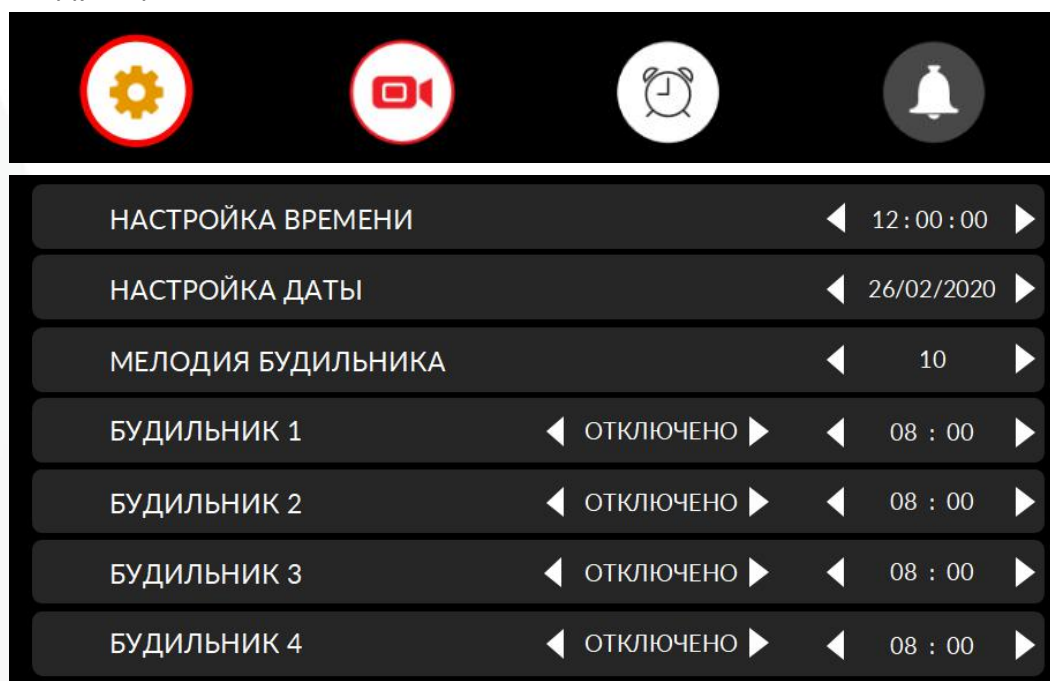 НАСТРОЙКА ВРЕМЕНИ 12:00:00
НАСТРОЙКА ДАТЫ 26/02/2020
МЕЛОДИЯ БУДИЛЬНИКА 10
БУДИЛЬНИК 1 ОТКЛЮЧЕНО 08 : 00
БУДИЛЬНИК 2 ОТКЛЮЧЕНО 08 : 00
БУДИЛЬНИК 3 ОТКЛЮЧЕНО 08 : 00
БУДИЛЬНИК 4 ОТКЛЮЧЕНО 08 : 00